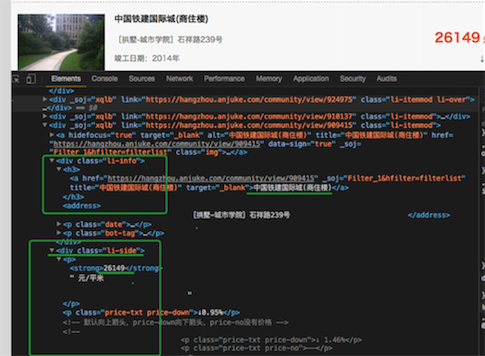 中国铁建国际城(商住楼)
[拱墅-城市学院] 石祥路239号
26149
竣工日期：2014年
Elements Console Sources Network Performance Memory Application Security Audits
</div>
<div _soj="xqlb" link="https://hangzhou.anjuke.com/community/view/924975" class="li-itemmod li-over">
…</div> == $0
<div _soj="xqlb" link="https://hangzhou.anjuke.com/community/view/918137" class="li-itemmod">…</div>
<div _soj="xqlb" link="https://hangzhou.anjuke.com/community/view/909415" class="li-itemmod">
<a hidefocus="true" target="_blank" alt="中国铁建国际城(商住楼)" title="中国铁建国际城(商住楼)" href=
"https://hangzhou.anjuke.com/community/view/909415" data-sign="true" _soj=
"Filter_1&hfilter=filterlist" class="img">…</a>
<div class="li-info">
<h3>
<a href="https://hangzhou.anjuke.com/community/view/909415" _soj="Filter_1&hfilter=filterlist"
title="中国铁建国际城(商住楼)" target="_blank">中国铁建国际城(商住楼)</a>
</h3>
<address>
[拱墅-城市学院] 石祥路239号
</address>
<p class="date">…</p>
<p class="bot-tag">…</p>
</div>
<div class="li-side">
<p>
<strong>26149</strong>
" 元/平米
"
</p>
<p class="price-txt price-down">↓0.95%</p>
<!-- 默认向上箭头，price-down向下箭头，price-no没有价格 -->
<!--
<p class="price-txt price-down">↓ 1.46%</p>
<p class="price-txt price-no">——</p>